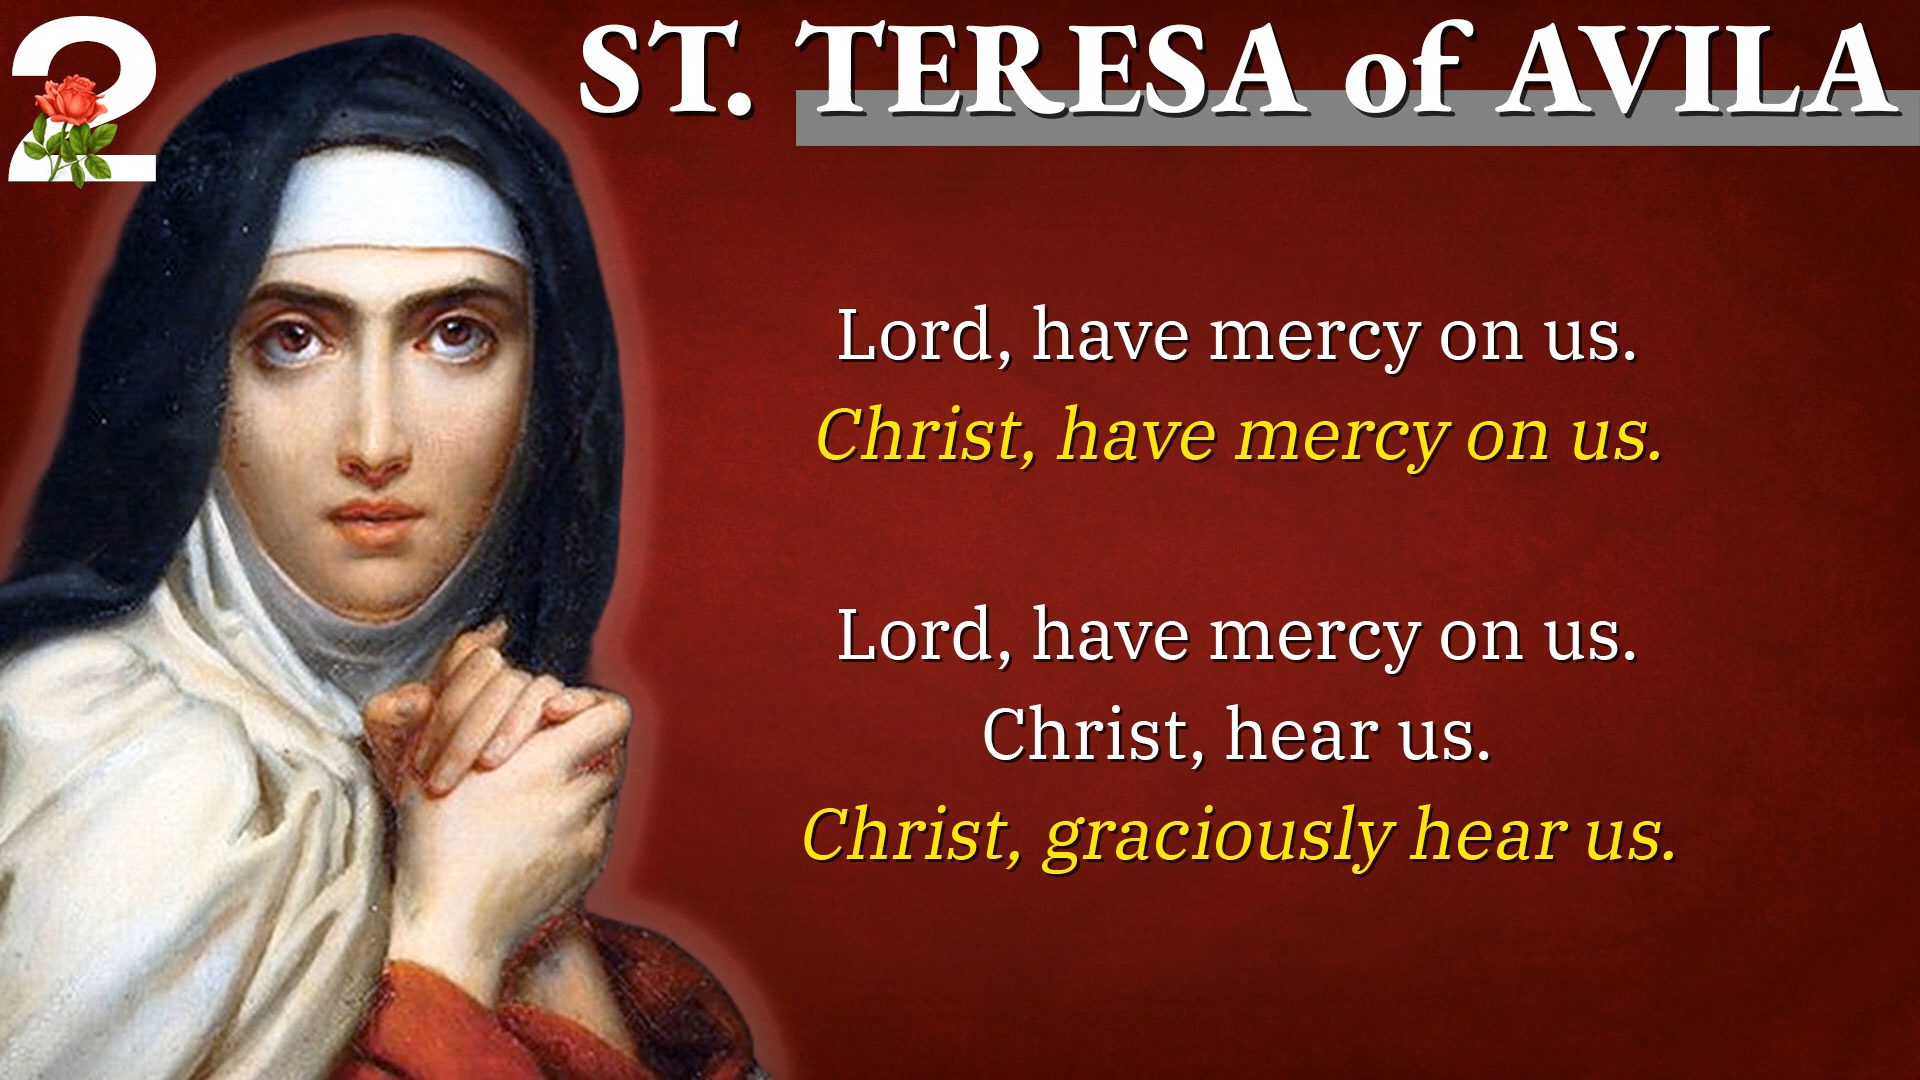 2
ST. TERESA of AVILA
Lord, have mercy on us.
Christ, have mercy on us.
Lord, have mercy on us.
Christ, hear us.
Christ, graciously hear us.